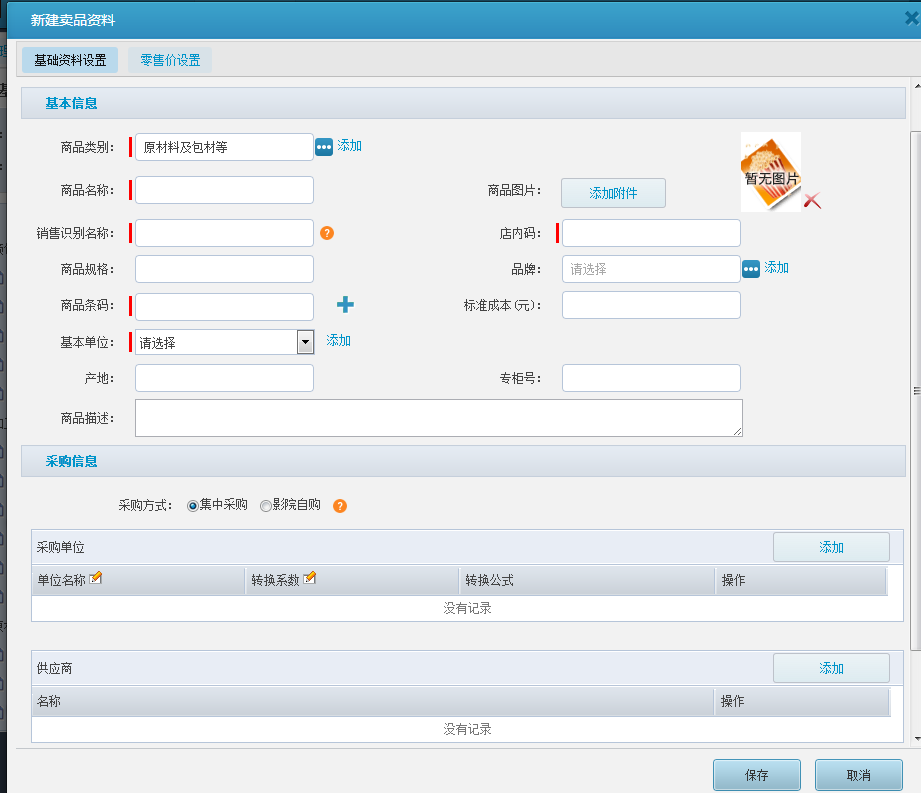 新建卖品资料
基础资料设置 零售价设置
基本信息
商品类别： 原材料及包材等 添加
暂无图片
商品名称： 商品图片： 添加附件
销售识别名称： 店内码：
商品规格： 品牌： 请选择 添加
商品条码： 标准成本(元)：
基本单位： 请选择 添加
产地： 专柜号：
商品描述：
采购信息
采购方式： 集中采购 影院自购
采购单位 添加
单位名称 转换系数 转换公式 操作
没有记录
供应商 添加
名称 操作
没有记录
保存 取消